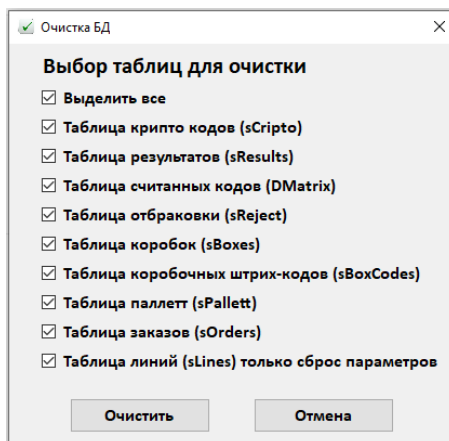 Очистка БД
Выбор таблиц для очистки
Выделить все
Таблица крипто кодов (sCripto)
Таблица результатов (sResults)
Таблица считанных кодов (DMatrix)
Таблица отбраковки (sReject)
Таблица коробок (sBoxes)
Таблица коробочных штрих-кодов (sBoxCodes)
Таблица паллетт (sPallett)
Таблица заказов (sOrders)
Таблица линий (sLines) только сброс параметров
Очистить Отмена